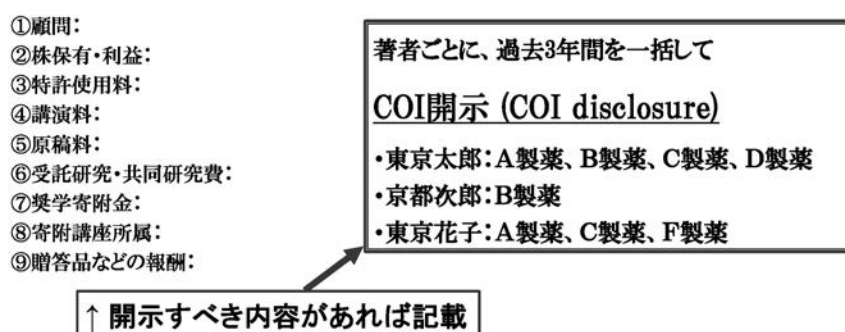 ①顧問：
②株保有・利益：
③特許使用料：
④講演料：
⑤原稿料：
⑥受託研究・共同研究費：
⑦奨学寄附金：
⑧寄附講座所属：
⑨贈答品などの報酬：
著者ごとに、過去3年間を一括して
COI開示 (COI disclosure)
・東京太郎：A製薬、B製薬、C製薬、D製薬
・京都次郎：B製薬
・東京花子：A製薬、C製薬、F製薬
↑ 開示すべき内容があれば記載